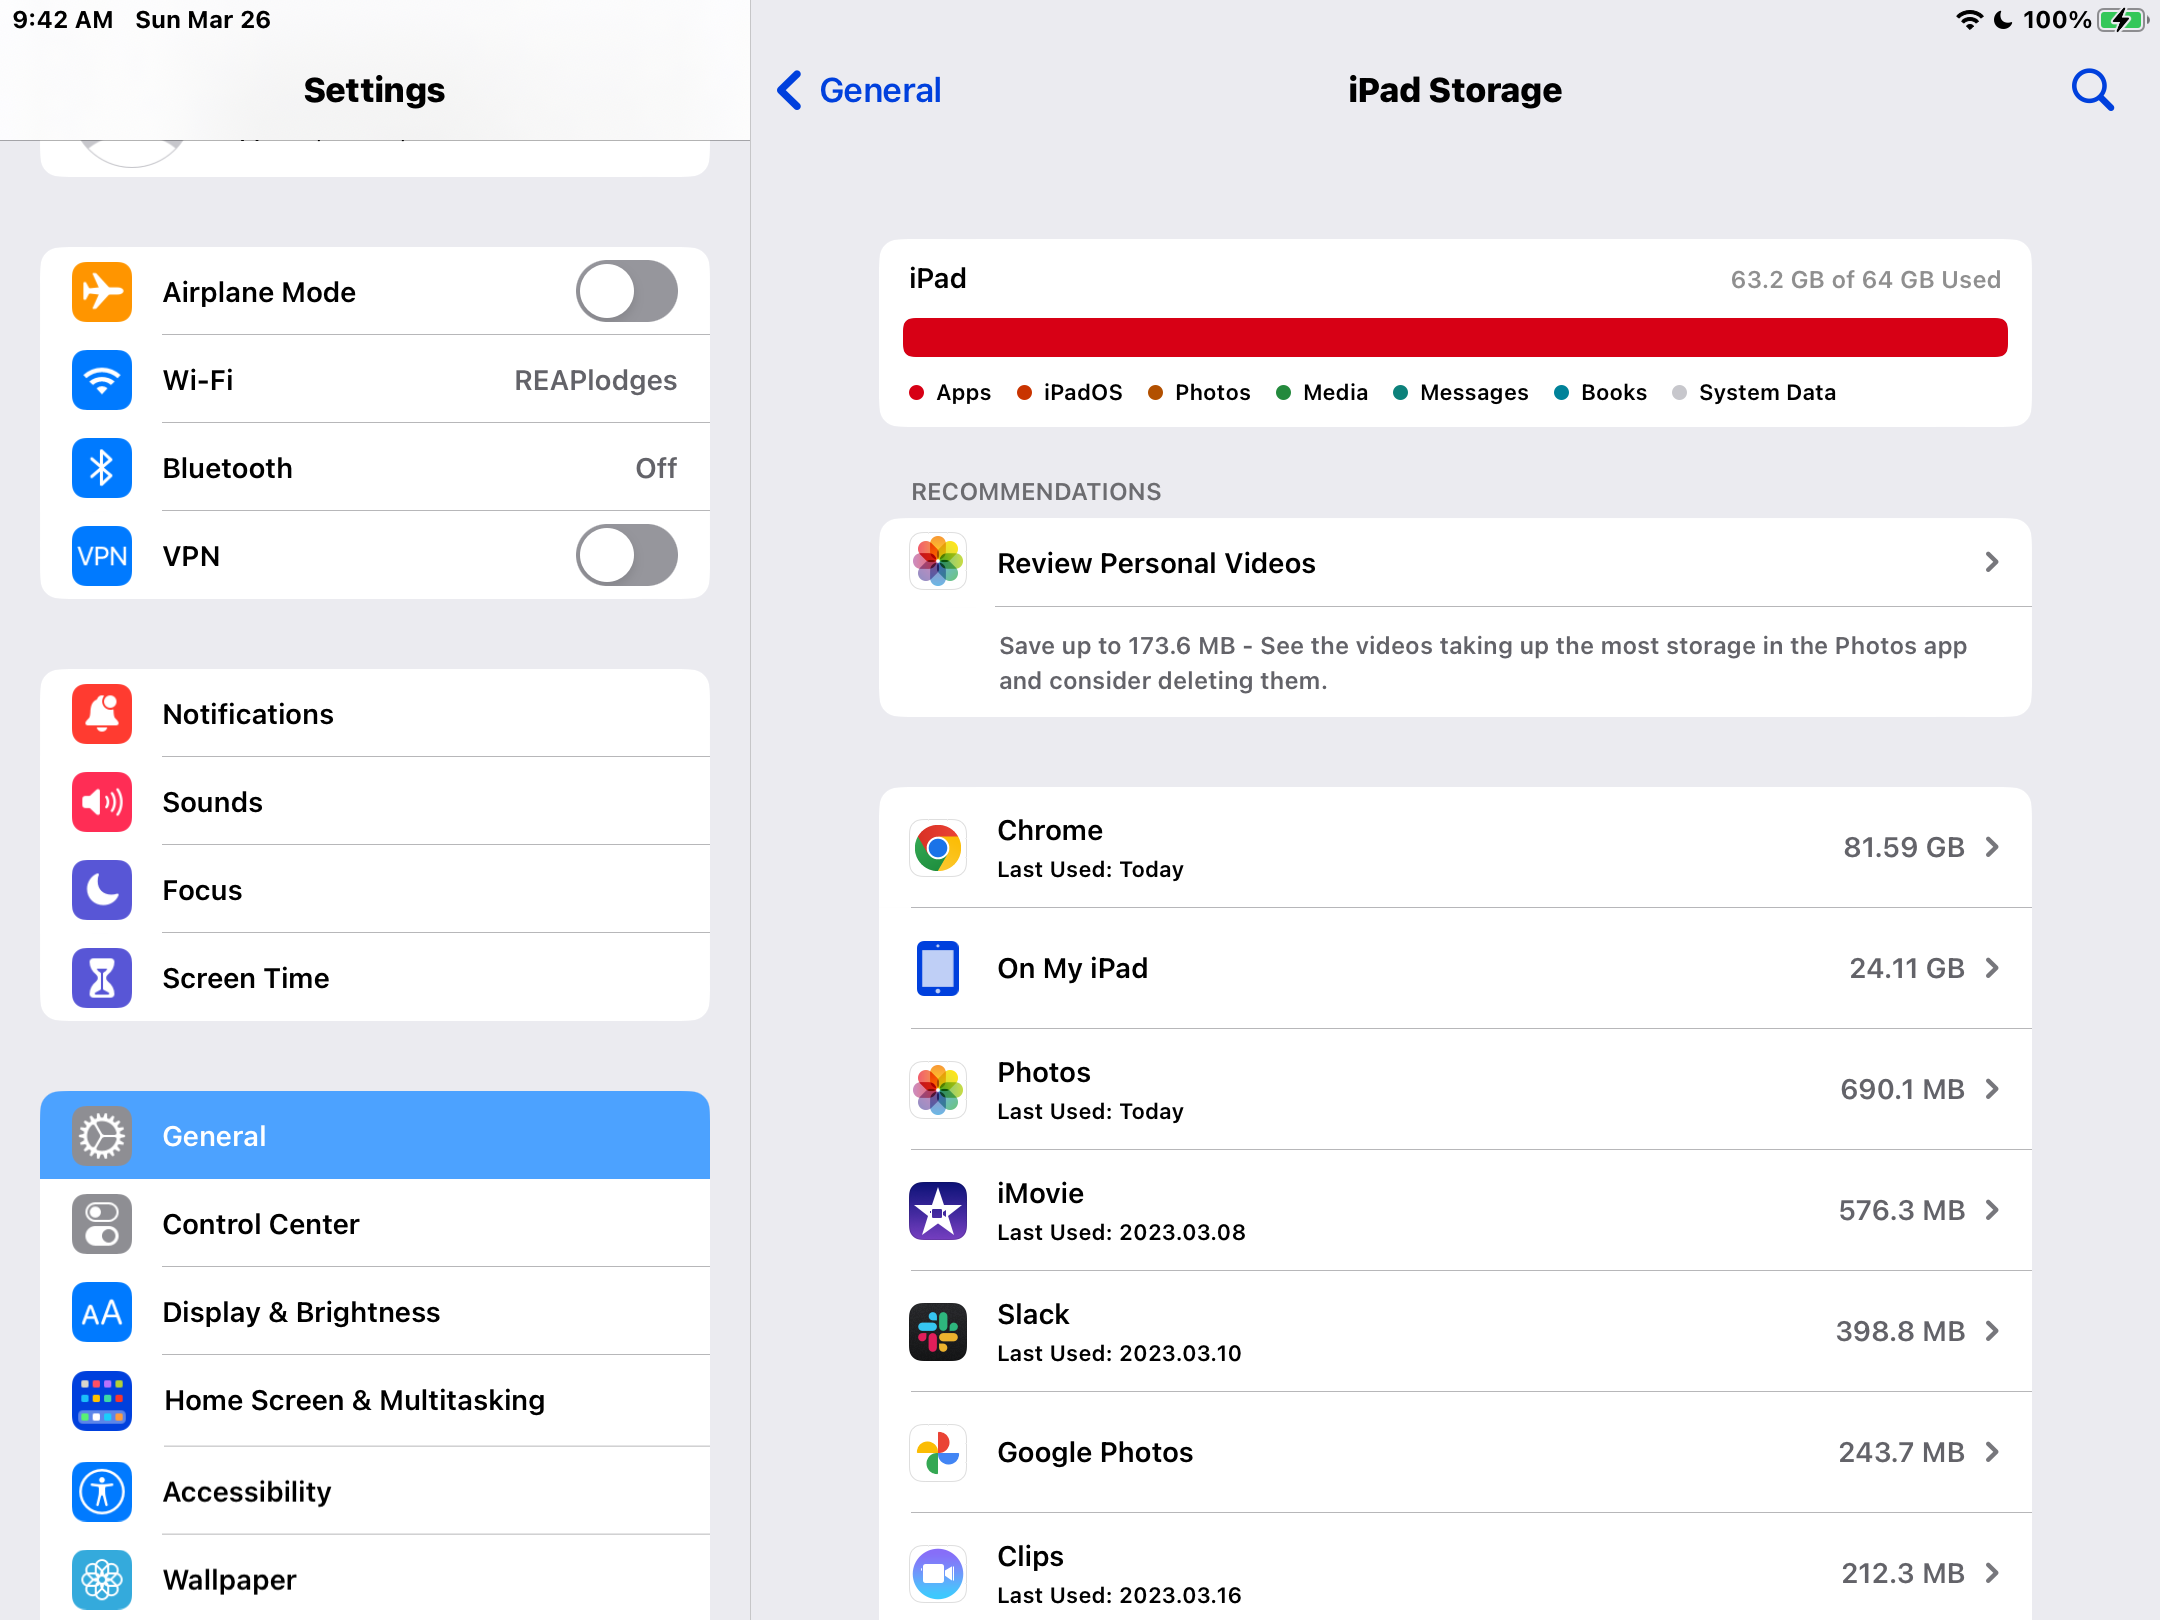 9:42 AM Sun Mar 26
100%
Settings
Airplane Mode
Wi-Fi REAPlodges
Bluetooth Off
VPN VPN
Notifications
Sounds
Focus
Screen Time
General
Control Center
AA Display & Brightness
Home Screen & Multitasking
Accessibility
Wallpaper
General
iPad Storage
iPad 63.2 GB of 64 GB Used
Apps iPadOS Photos Media Messages Books System Data
RECOMMENDATIONS
Review Personal Videos
Save up to 173.6 MB - See the videos taking up the most storage in the Photos app
and consider deleting them.
Chrome
Last Used: Today
81.59 GB
On My iPad 24.11 GB
Photos
Last Used: Today
690.1 MB
iMovie
Last Used: 2023.03.08
576.3 MB
Slack
Last Used: 2023.03.10
398.8 MB
Google Photos 243.7 MB
Clips
Last Used: 2023.03.16
212.3 MB